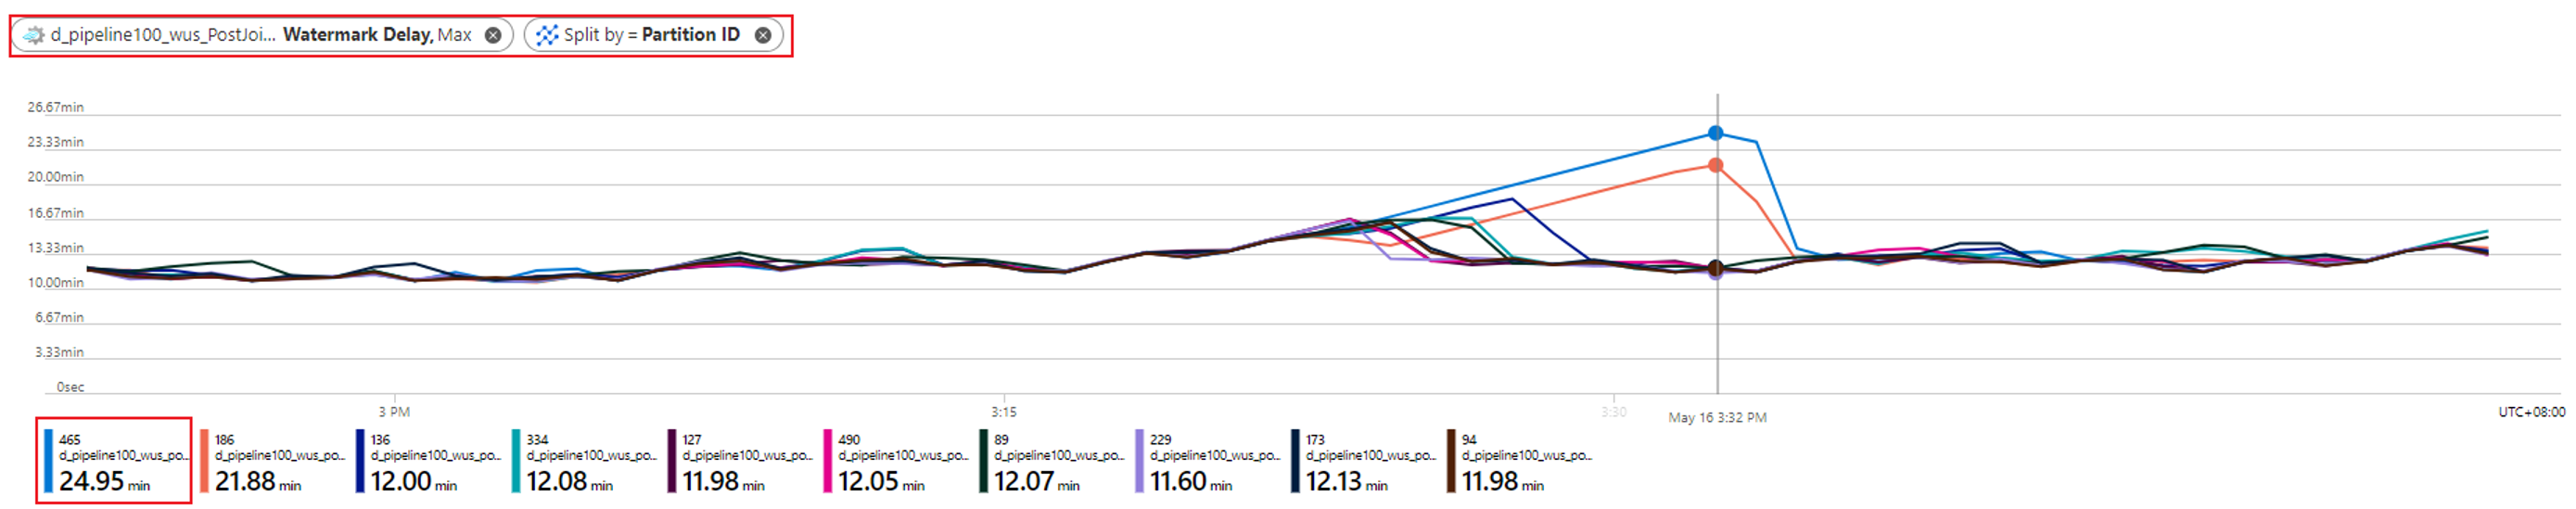 d_pipeline100_wus_PostJoi... Watermark Delay, Max
Split by = Partition ID
26.67min
23.33min
20.00min
16.67min
13.33min
10.00min
6.67min
3.33min
0sec
3 PM
3:15
3:30
May 16 3:32 PM
UTC+08:00
465
d_pipeline100_wus_po...
24.95 min
186
d_pipeline100_wus_po...
21.88 min
136
d_pipeline100_wus_po...
12.00 min
334
d_pipeline100_wus_po...
12.08 min
127
d_pipeline100_wus_po...
11.98 min
490
d_pipeline100_wus_po...
12.05 min
89
d_pipeline100_wus_po...
12.07 min
229
d_pipeline100_wus_po...
11.60 min
173
d_pipeline100_wus_po...
12.13 min
94
d_pipeline100_wus_po...
11.98 min